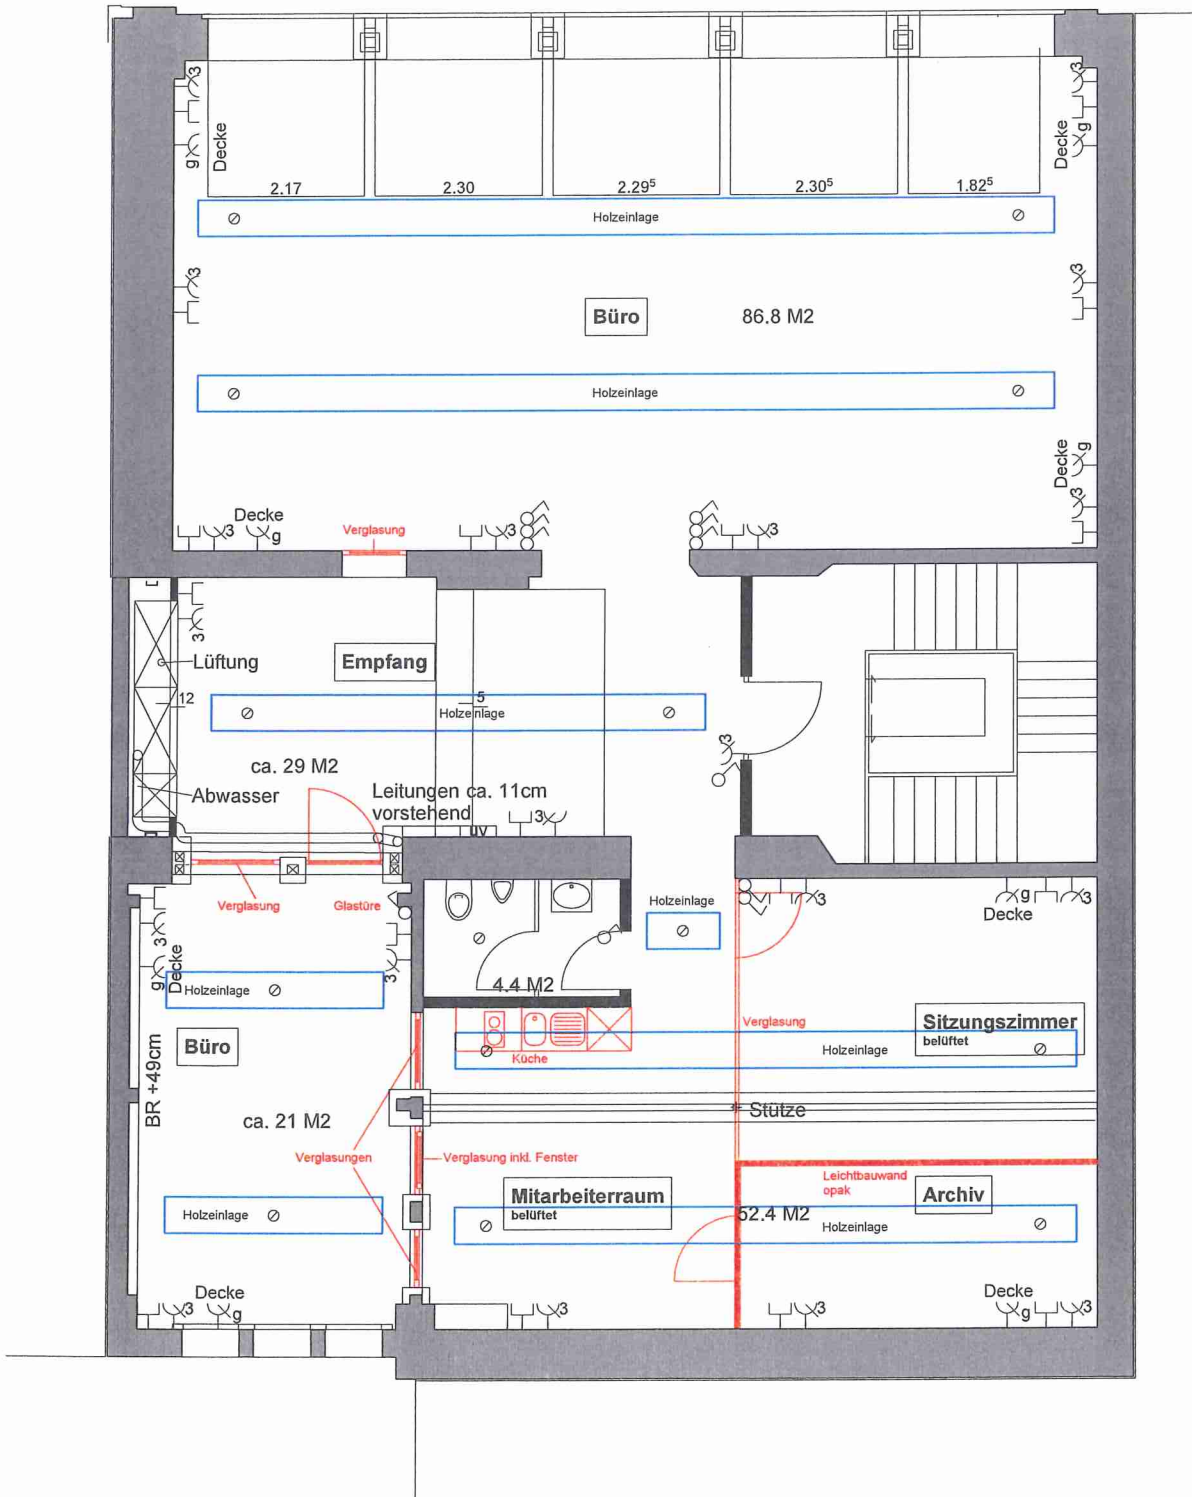 3
g
Decke
3
Decke
g
2.17
2.30
2.29⁵
2.30⁵
1.82⁵
Holzeinlage
3
3
Büro
86.8 M2
Holzeinlage
Decke
g
3
3
Decke
g
Verglasung
3
3
3
Lüftung
Empfang
12
5
Holzeinlage
3
ca. 29 M2
Abwasser
Leitungen ca. 11cm
vorstehend
UV
3
Verglasung
Glastüre
3
g
Decke
3
Holzeinlage
3
g
Decke
3
4.4 M2
Holzeinlage
Büro
BR +49cm
Küche
Verglasung
Sitzungszimmer
belüftet
Holzeinlage
Stütze
ca. 21 M2
Verglasungen
Verglasung inkl. Fenster
Leichtbauwand
opak
Mitarbeiterraum
belüftet
Archiv
52.4 M2
Holzeinlage
Holzeinlage
3
Decke
g
3
3
Decke
g
3